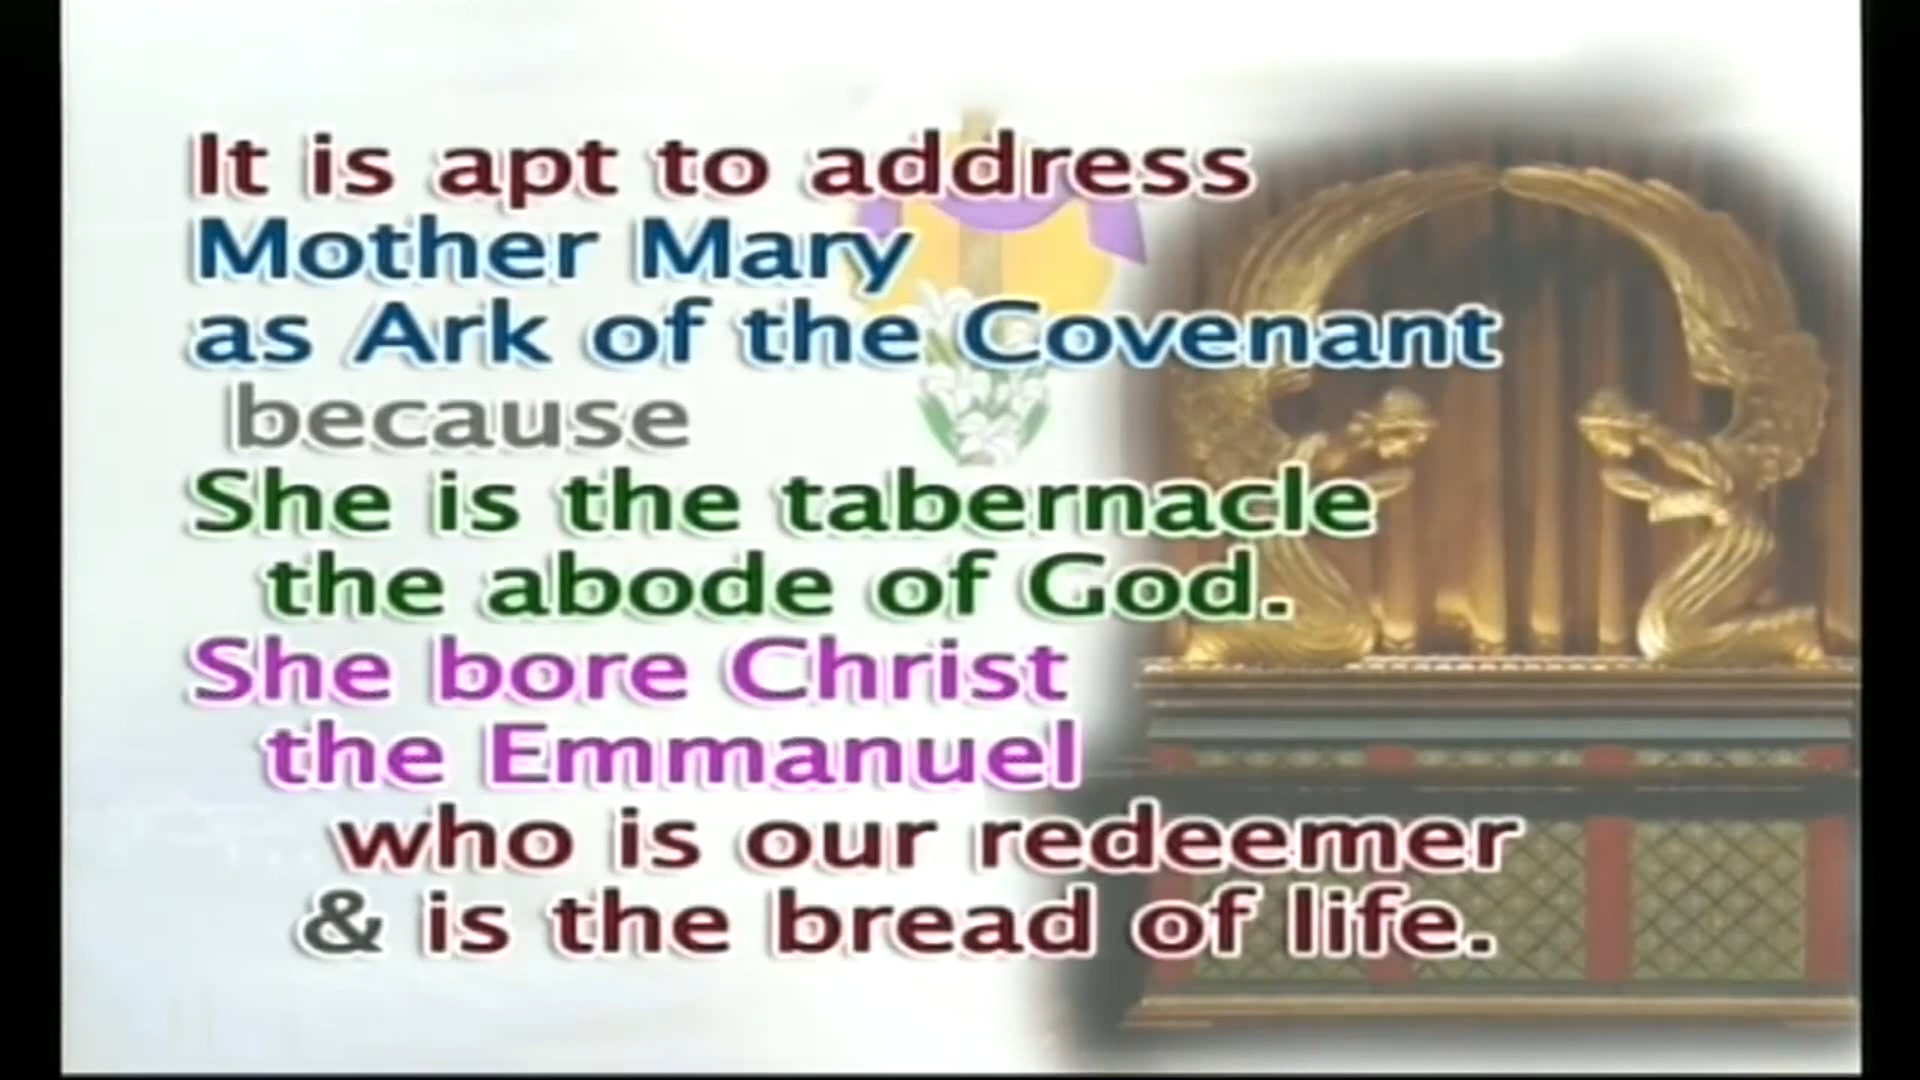 It is apt to address
Mother Mary
as Ark of the Covenant
because
She is the tabernacle
the abode of God.
She bore Christ
the Emmanuel
who is our redeemer
& is the bread of life.